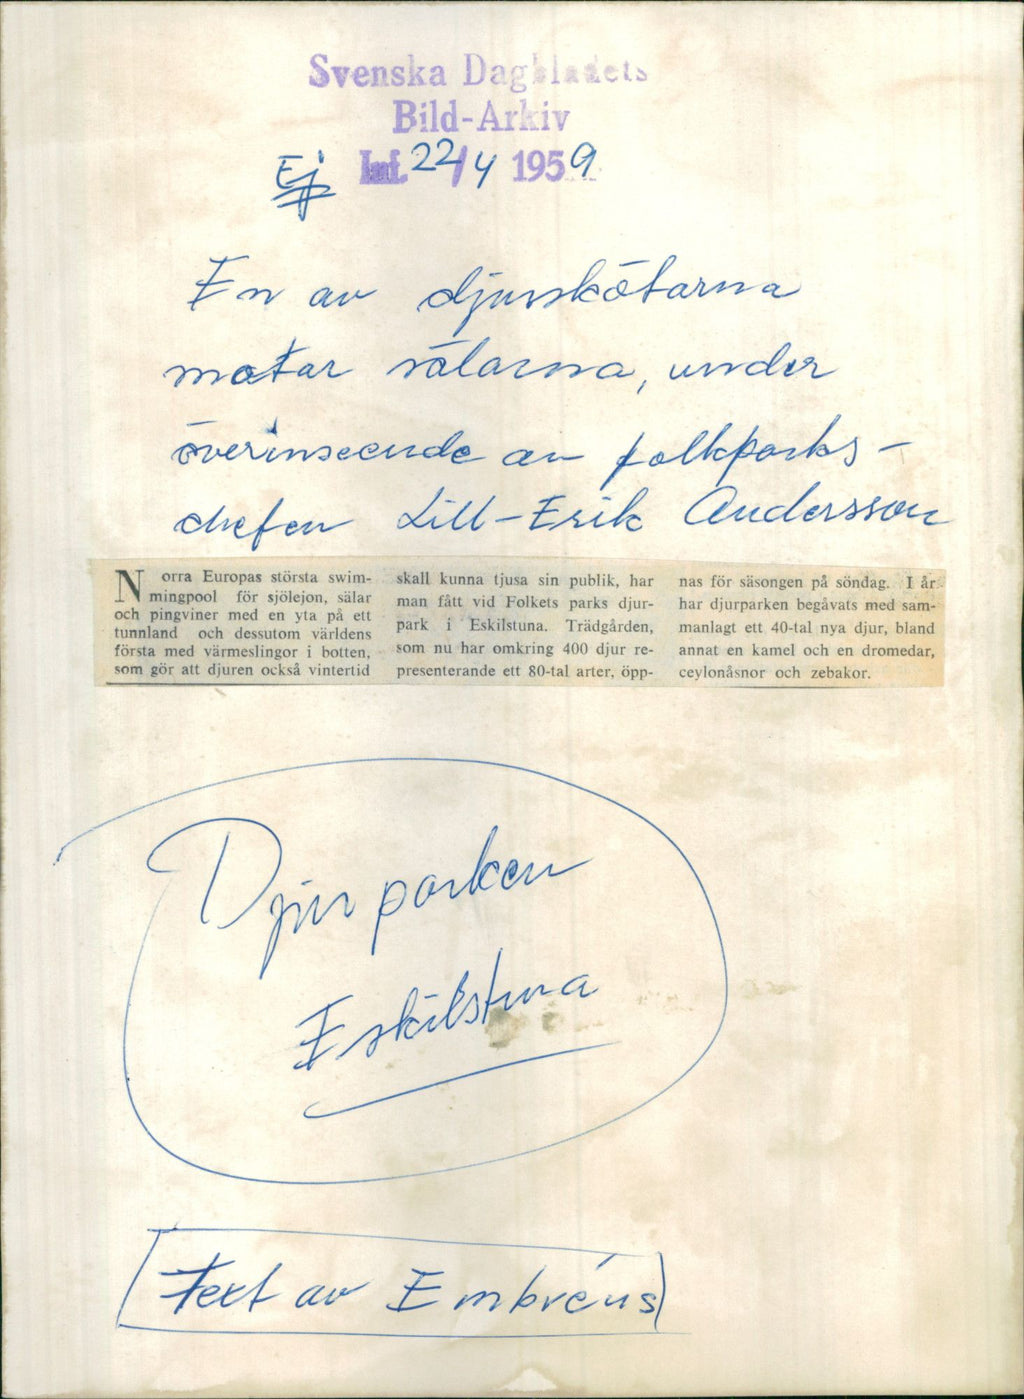 Svenska Dagbladets
Bild-Arkiv
Ej Inf. 22/4 1959
En av djurskötarna
matar sälarna, under
överinseende av folkparks-
chefen Lill-Erik Andersson
Norra Europas största swim-
mingpool för sjölejon, sälar
och pingviner med en yta på ett
tunnland och dessutom världens
första med värmeslingor i botten,
som gör att djuren också vintertid
skall kunna tjusa sin publik, har
man fått vid Folkets parks djur-
park i Eskilstuna. Trädgården,
som nu har omkring 400 djur re-
presenterande ett 80-tal arter, öpp-
nas för säsongen på söndag. I år
har djurparken begåvats med sam-
manlagt ett 40-tal nya djur, bland
annat en kamel och en dromedar,
ceylonåsnor och zebakor.
Djurparken
Eskilstuna
Text av Embréus